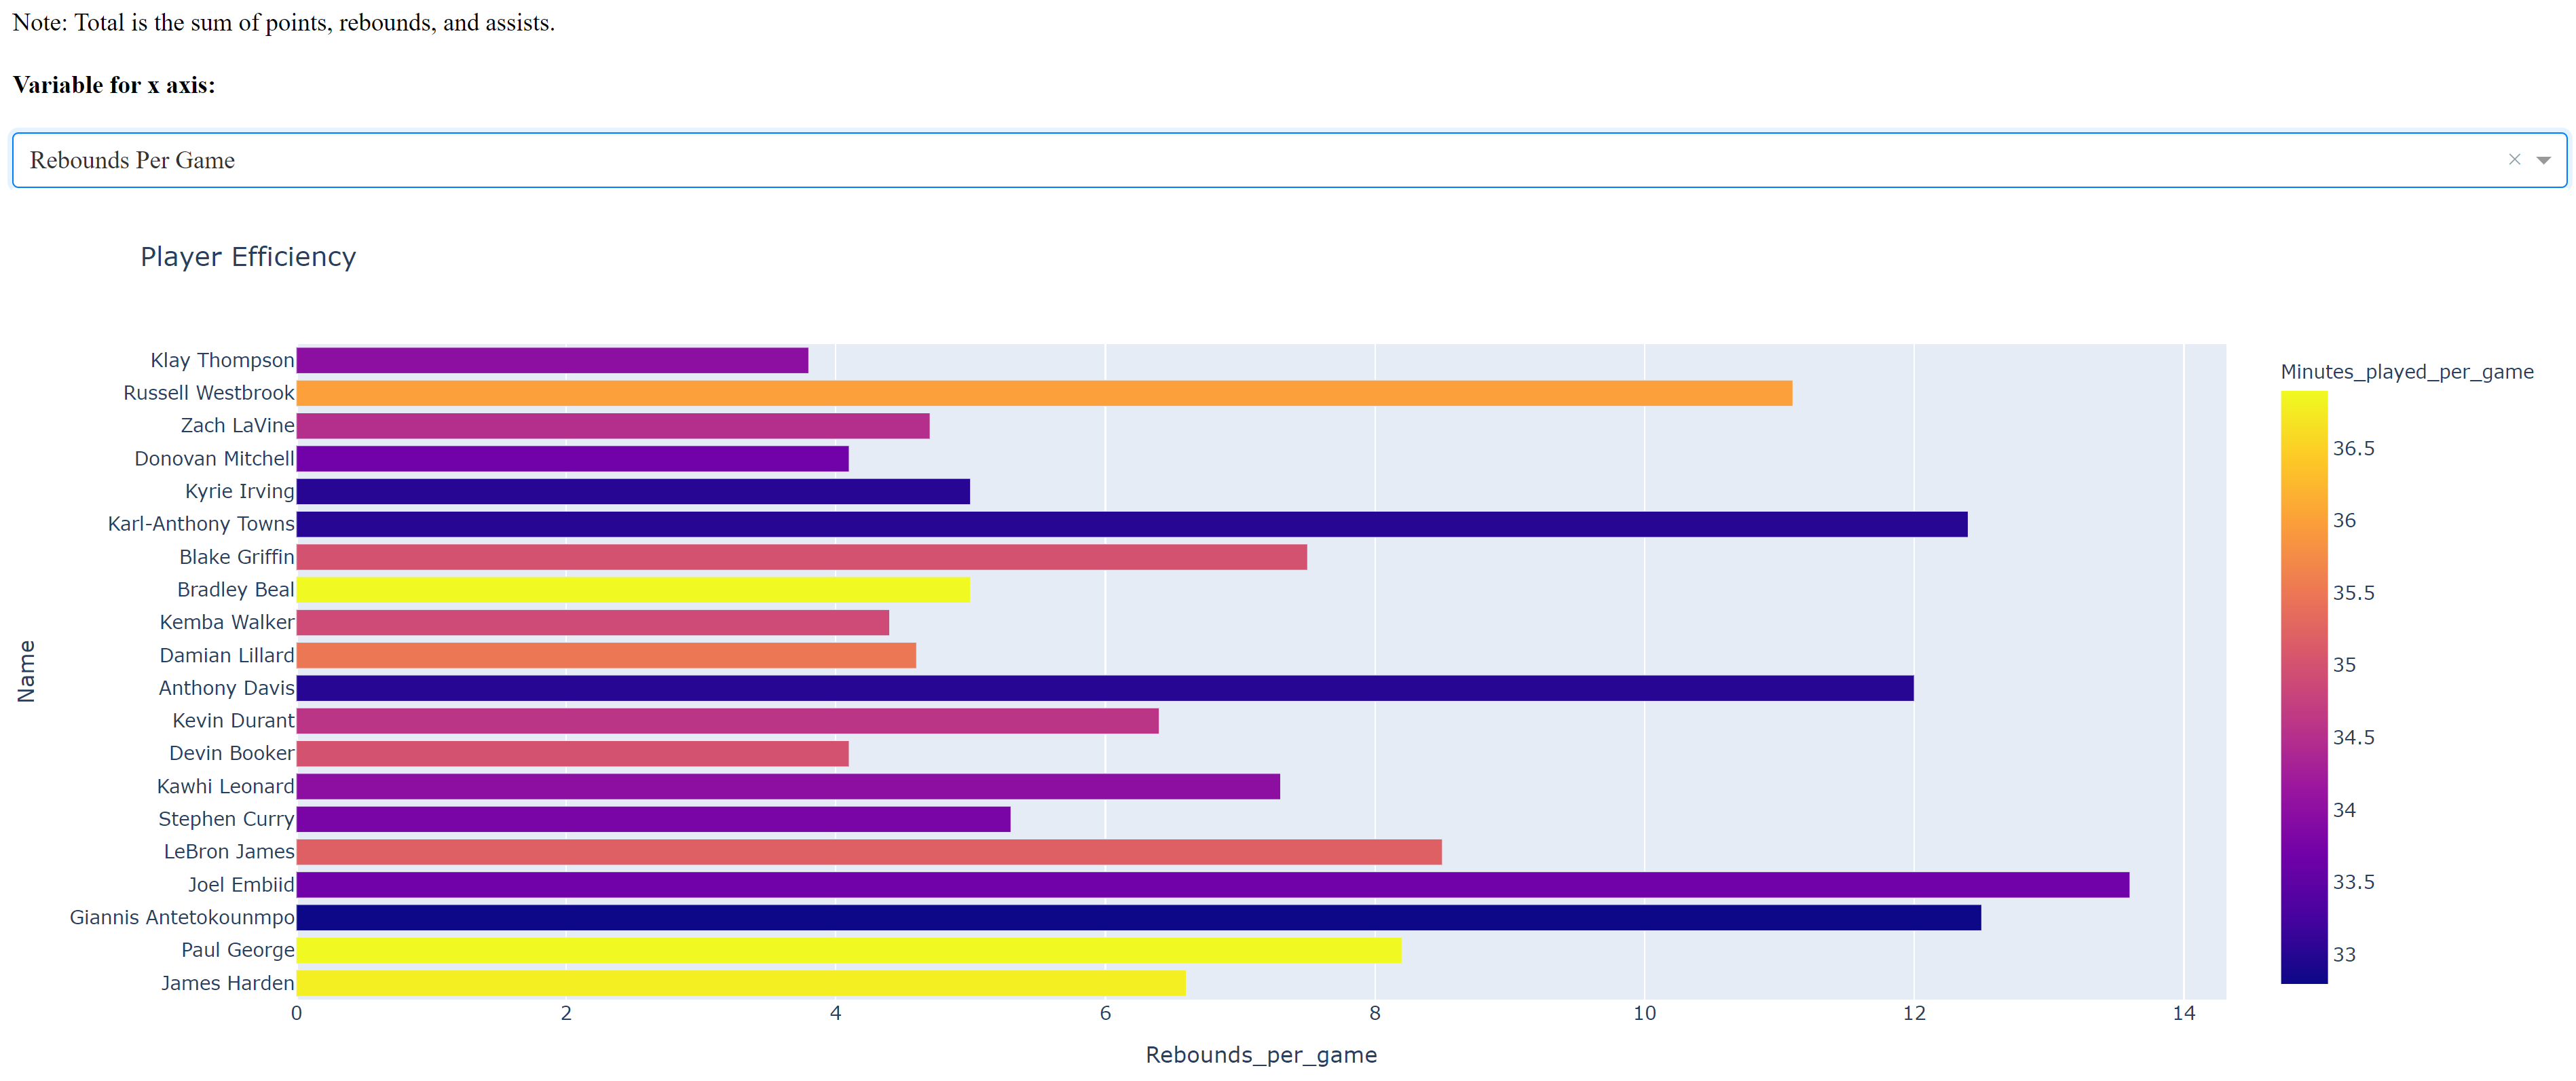 Note: Total is the sum of points, rebounds, and assists.
Variable for x axis:
Rebounds Per Game
Player Efficiency
Klay Thompson
Russell Westbrook
Zach LaVine
Donovan Mitchell
Kyrie Irving
Karl-Anthony Towns
Blake Griffin
Bradley Beal
Kemba Walker
Damian Lillard
Anthony Davis
Kevin Durant
Devin Booker
Kawhi Leonard
Stephen Curry
LeBron James
Joel Embiid
Giannis Antetokounmpo
Paul George
James Harden
Name
0 2 4 6 8 10 12 14
Rebounds_per_game
Minutes_played_per_game
36.5
36
35.5
35
34.5
34
33.5
33